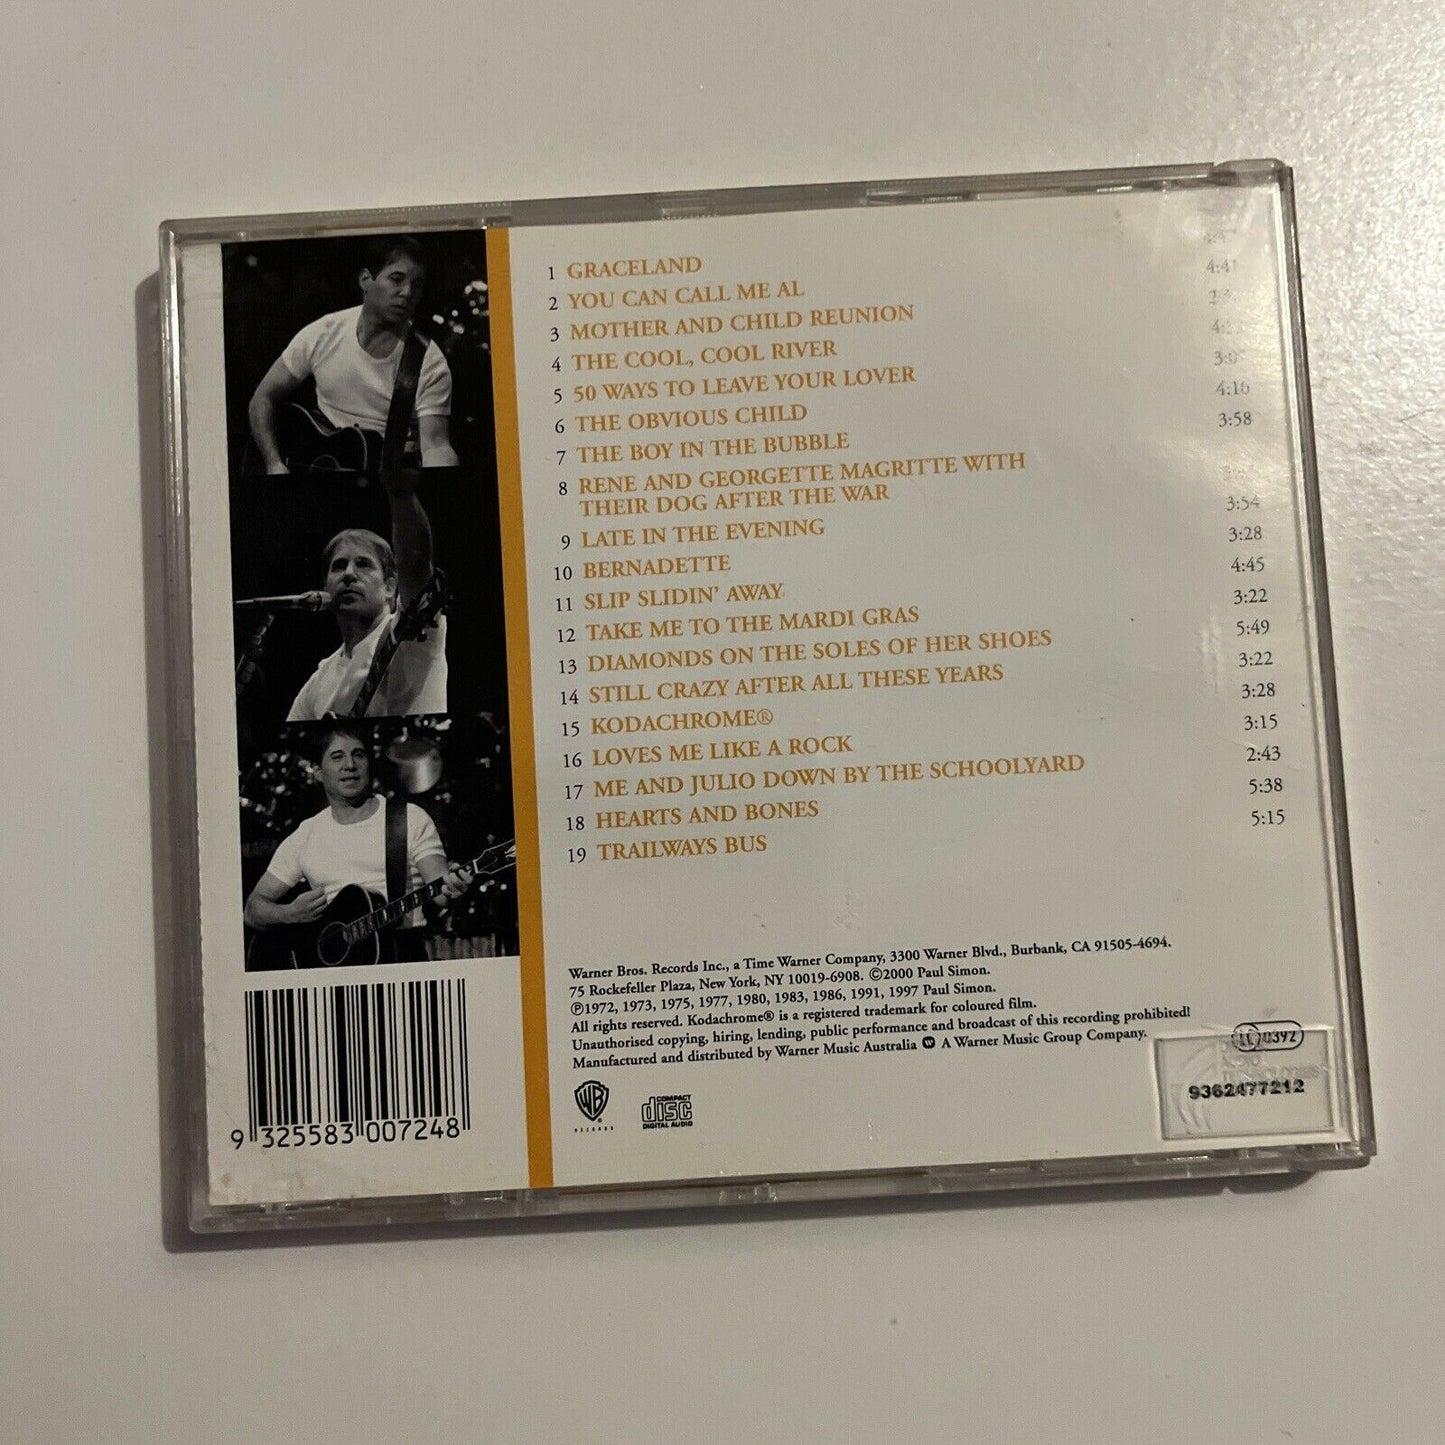 1 GRACELAND
2 YOU CAN CALL ME AL 4:41
3 MOTHER AND CHILD REUNION
4 THE COOL, COOL RIVER
5 50 WAYS TO LEAVE YOUR LOVER
6 THE OBVIOUS CHILD 4:16
7 THE BOY IN THE BUBBLE 3:58
8 RENE AND GEORGETTE MAGRITTE WITH
THEIR DOG AFTER THE WAR
9 LATE IN THE EVENING 3:54
10 BERNADETTE 3:28
11 SLIP SLIDIN' AWAY 4:45
12 TAKE ME TO THE MARDI GRAS 3:22
13 DIAMONDS ON THE SOLES OF HER SHOES 5:49
14 STILL CRAZY AFTER ALL THESE YEARS 3:22
15 KODACHROME® 3:28
16 LOVES ME LIKE A ROCK 3:15
17 ME AND JULIO DOWN BY THE SCHOOLYARD 2:43
18 HEARTS AND BONES 5:38
19 TRAILWAYS BUS 5:15
Warner Bros. Records Inc., a Time Warner Company, 3300 Warner Blvd., Burbank, CA 91505-4694.
75 Rockefeller Plaza, New York, NY 10019-6908. ©2000 Paul Simon.
℗1972, 1973, 1975, 1977, 1980, 1983, 1986, 1991, 1997 Paul Simon.
All rights reserved. Kodachrome® is a registered trademark for coloured film.
Unauthorised copying, hiring, lending, public performance and broadcast of this recording prohibited!
Manufactured and distributed by Warner Music Australia W A Warner Music Group Company.
WB
®
RECORDS
COMPACT
disc
DIGITAL AUDIO
LC 0392
9362477212
9 325583 007248